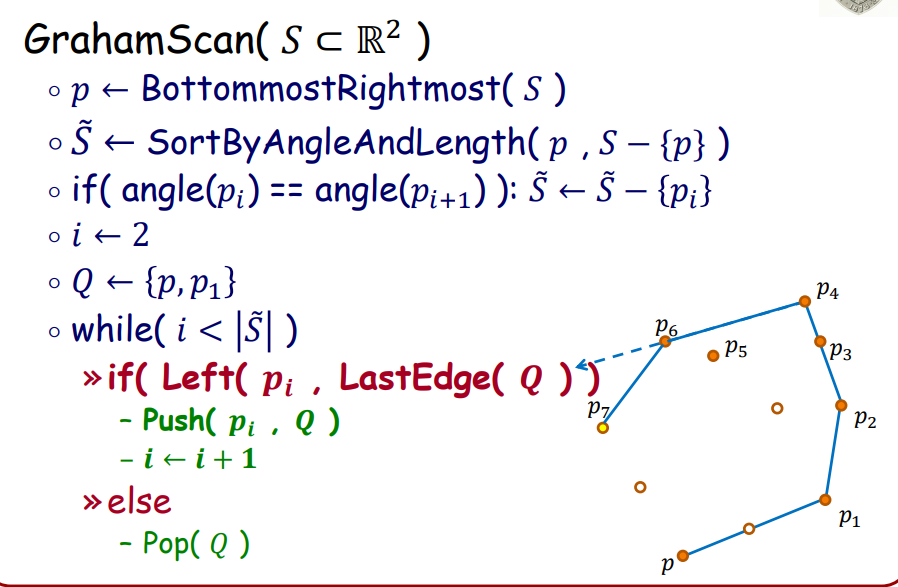 GrahamScan( S ⊂ ℝ² )
◦ p ← BottommostRightmost( S )
◦ S̃ ← SortByAngleAndLength( p , S − {p} )
◦ if( angle(pᵢ) == angle(pᵢ₊₁) ): S̃ ← S̃ − {pᵢ}
◦ i ← 2
◦ Q ← {p, p₁}
◦ while( i < |S̃| )
» if( Left( pᵢ , LastEdge( Q ) )
– Push( pᵢ , Q )
– i ← i + 1
» else
– Pop( Q )
p₄
p₆
p₅
p₃
p₇
p₂
p₁
p